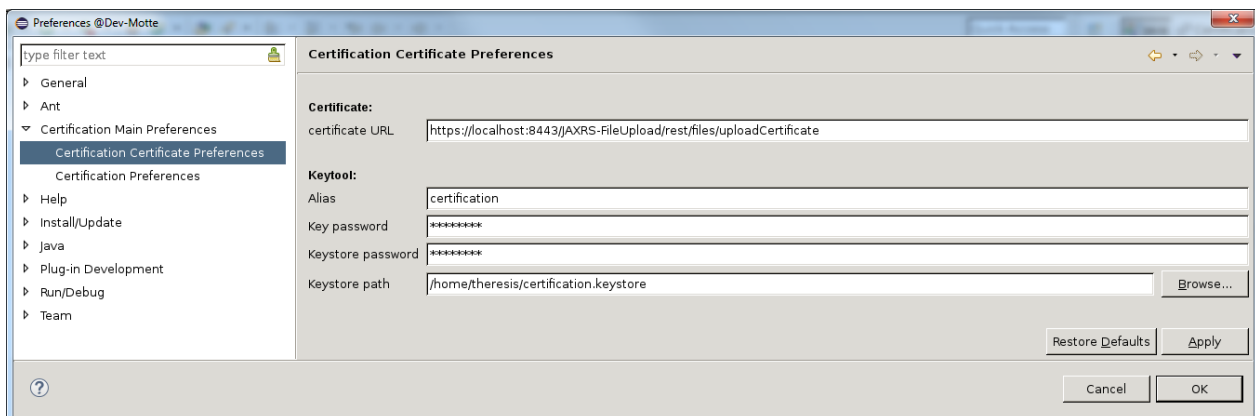 Preferences @Dev-Motte
type filter text
General
Ant
Certification Main Preferences
Certification Certificate Preferences
Certification Preferences
Help
Install/Update
Java
Plug-in Development
Run/Debug
Team
Certification Certificate Preferences
Certificate:
certificate URL https://localhost:8443/JAXRS-FileUpload/rest/files/uploadCertificate
Keytool:
Alias certification
Key password ********
Keystore password ********
Keystore path /home/theresis/certification.keystore Browse...
Restore Defaults Apply
Cancel OK